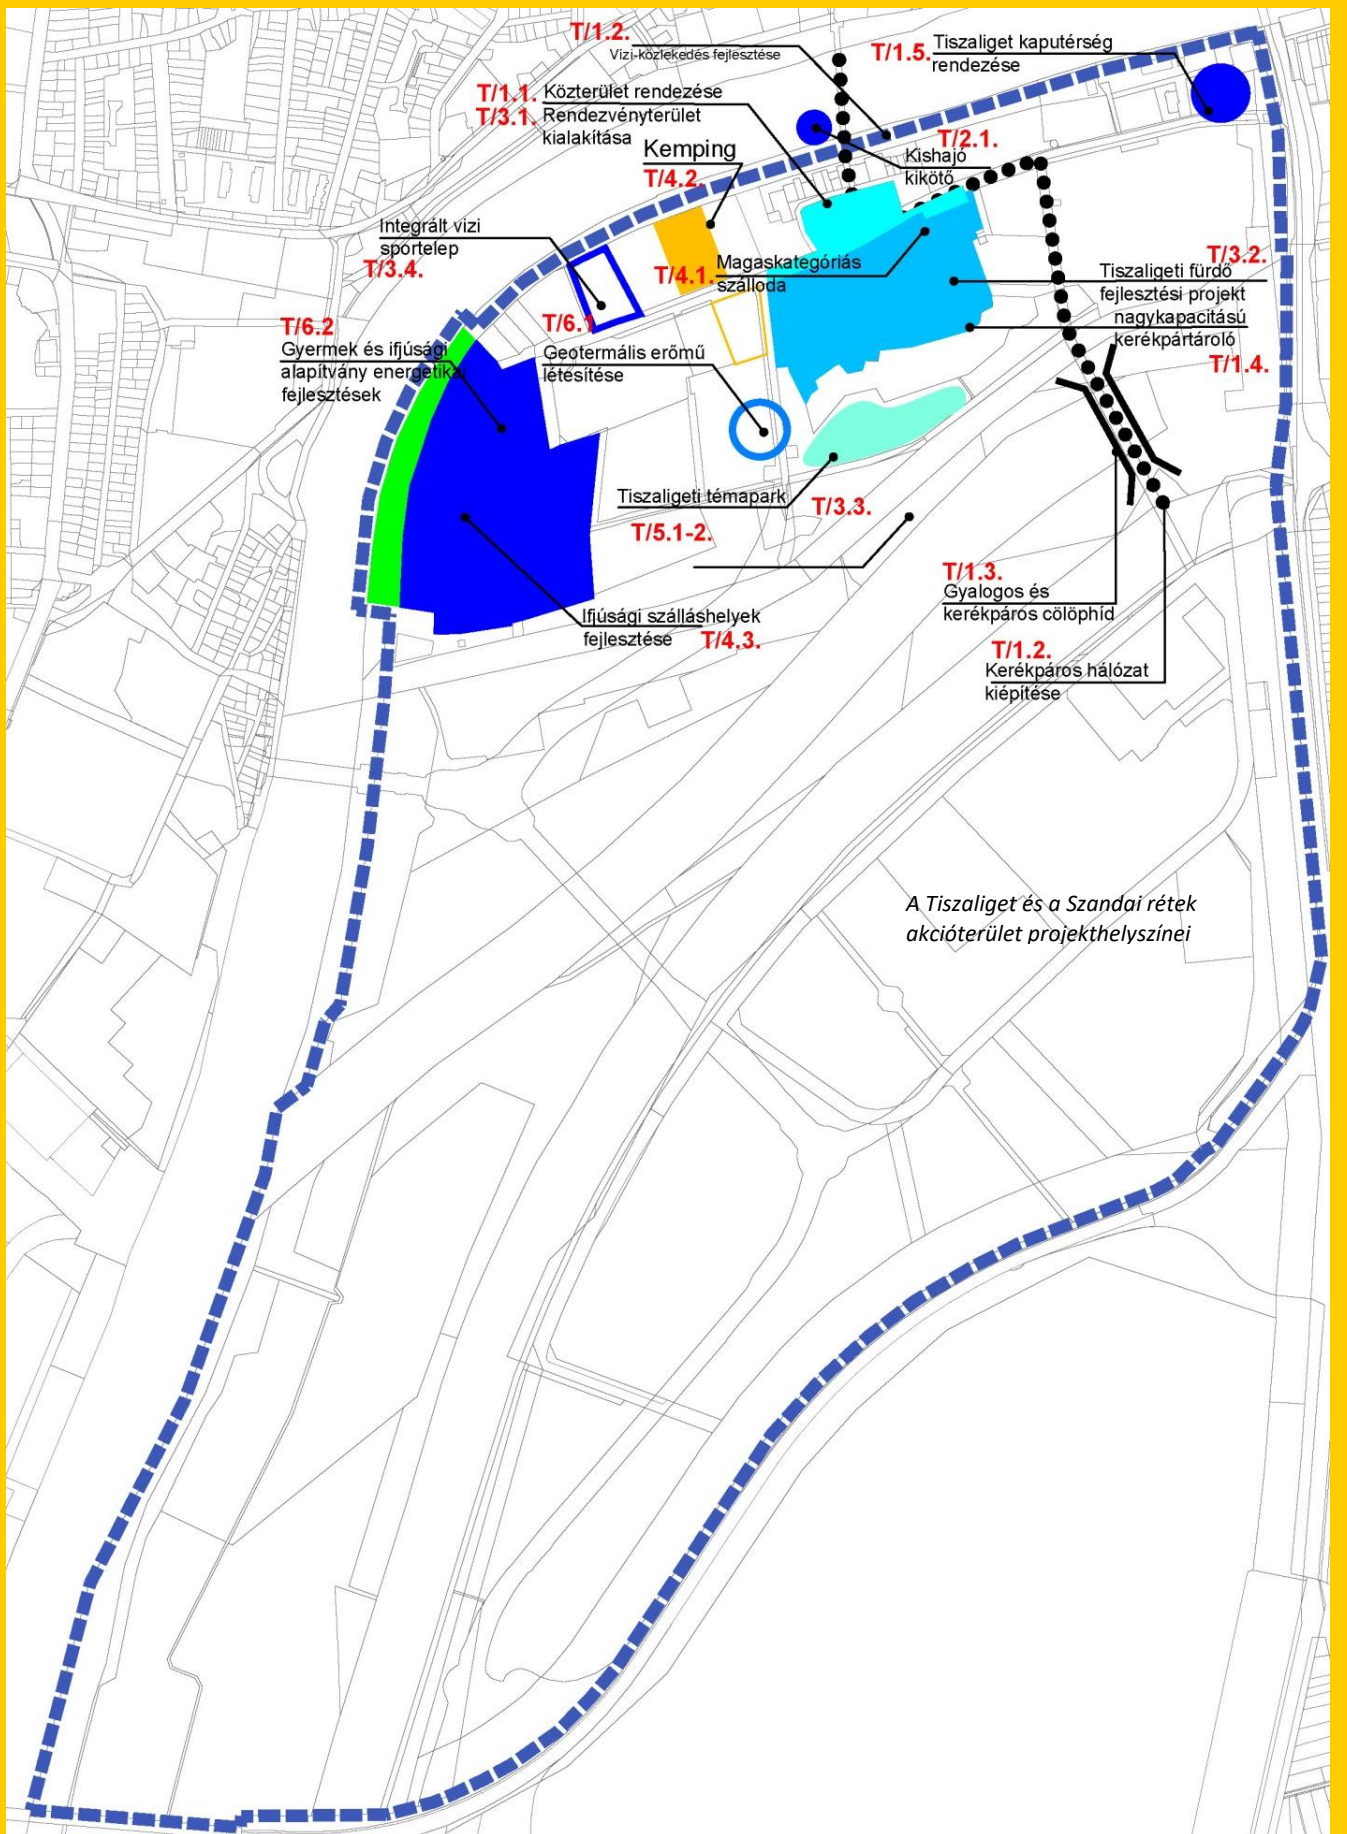 T/1.2.
Vízi-közlekedés fejlesztése
T/1.5.
Tiszaliget kaputérség
rendezése
T/1.1. Közterület rendezése
T/3.1. Rendezvényterület
kialakítása
Kemping
T/4.2.
T/2.1.
Kishajó
kikötő
Integrált vizi
sportelep
T/3.4.
T/4.1.
Magaskategóriás
szálloda
T/3.2.
Tiszaligeti fürdő
fejlesztési projekt
nagykapacitású
kerékpártároló
T/1.4.
T/6.2
Gyermek és ifjúsági
alapítvány energetikai
fejlesztések
T/6.1
Geotermális erőmű
létesítése
Tiszaligeti témapark
T/3.3.
T/5.1-2.
T/1.3.
Gyalogos és
kerékpáros cölöphíd
Ifjúsági szálláshelyek
fejlesztése
T/4.3.
T/1.2.
Kerékpáros hálózat
kiépítése
A Tiszaliget és a Szandai rétek
akcióterület projekthelyszínei